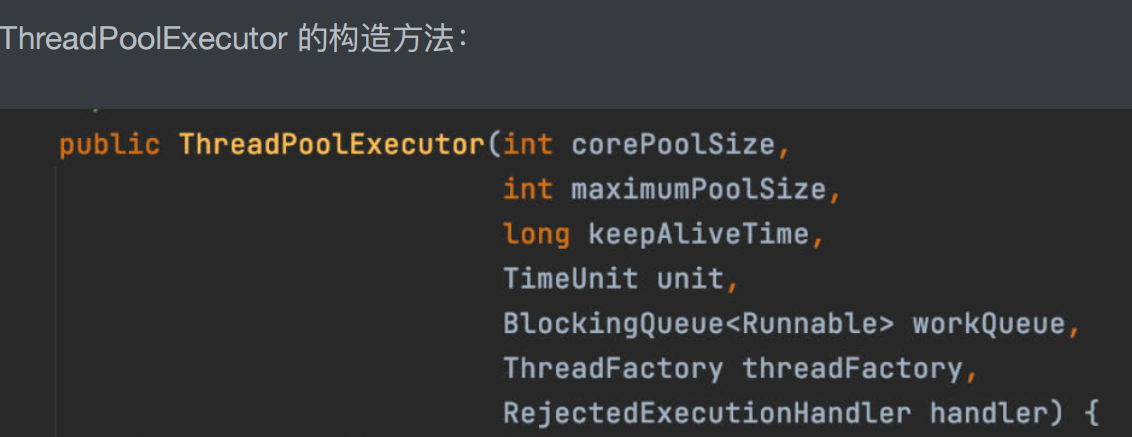 ThreadPoolExecutor 的构造方法：
public ThreadPoolExecutor(int corePoolSize,
int maximumPoolSize,
long keepAliveTime,
TimeUnit unit,
BlockingQueue<Runnable> workQueue,
ThreadFactory threadFactory,
RejectedExecutionHandler handler) {